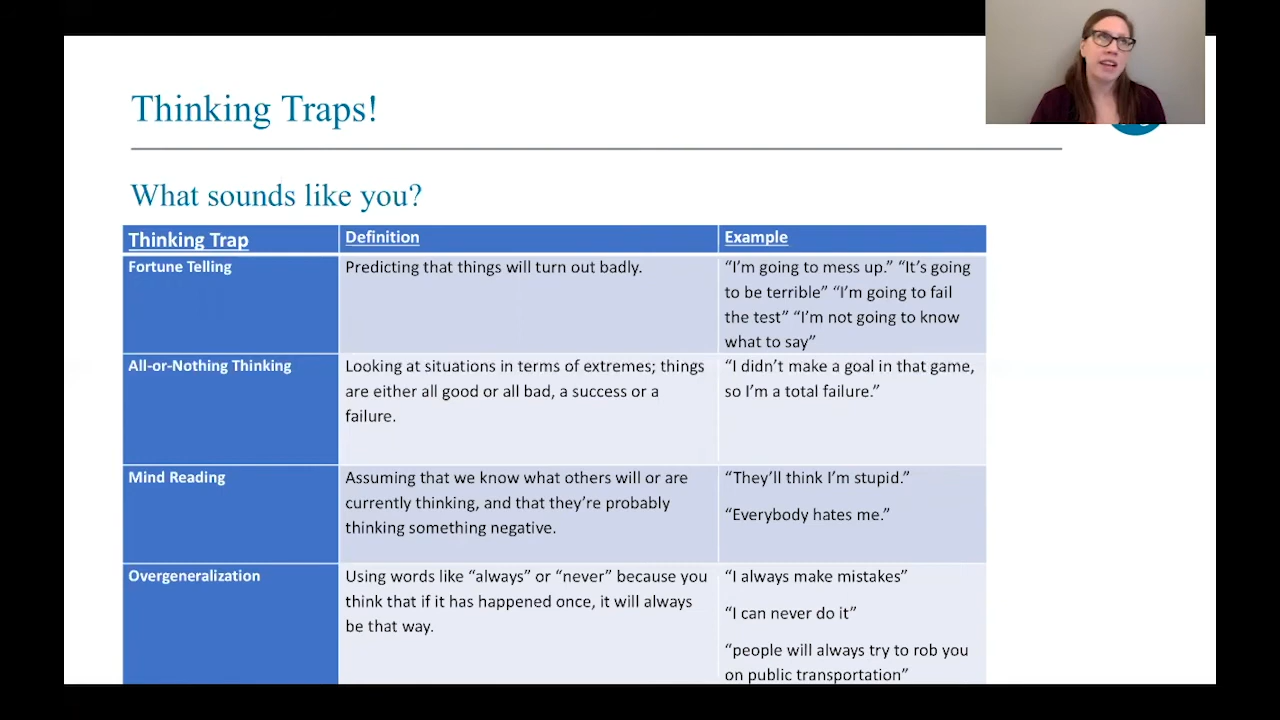 Thinking Traps!
What sounds like you?
Thinking Trap
Definition
Example
Fortune Telling
Predicting that things will turn out badly.
“I’m going to mess up.” “It’s going
to be terrible” “I’m going to fail
the test” “I’m not going to know
what to say”
All-or-Nothing Thinking
Looking at situations in terms of extremes; things
are either all good or all bad, a success or a
failure.
“I didn’t make a goal in that game,
so I’m a total failure.”
Mind Reading
Assuming that we know what others will or are
currently thinking, and that they’re probably
thinking something negative.
“They’ll think I’m stupid.”
“Everybody hates me.”
Overgeneralization
Using words like “always” or “never” because you
think that if it has happened once, it will always
be that way.
“I always make mistakes”
“I can never do it”
“people will always try to rob you
on public transportation”